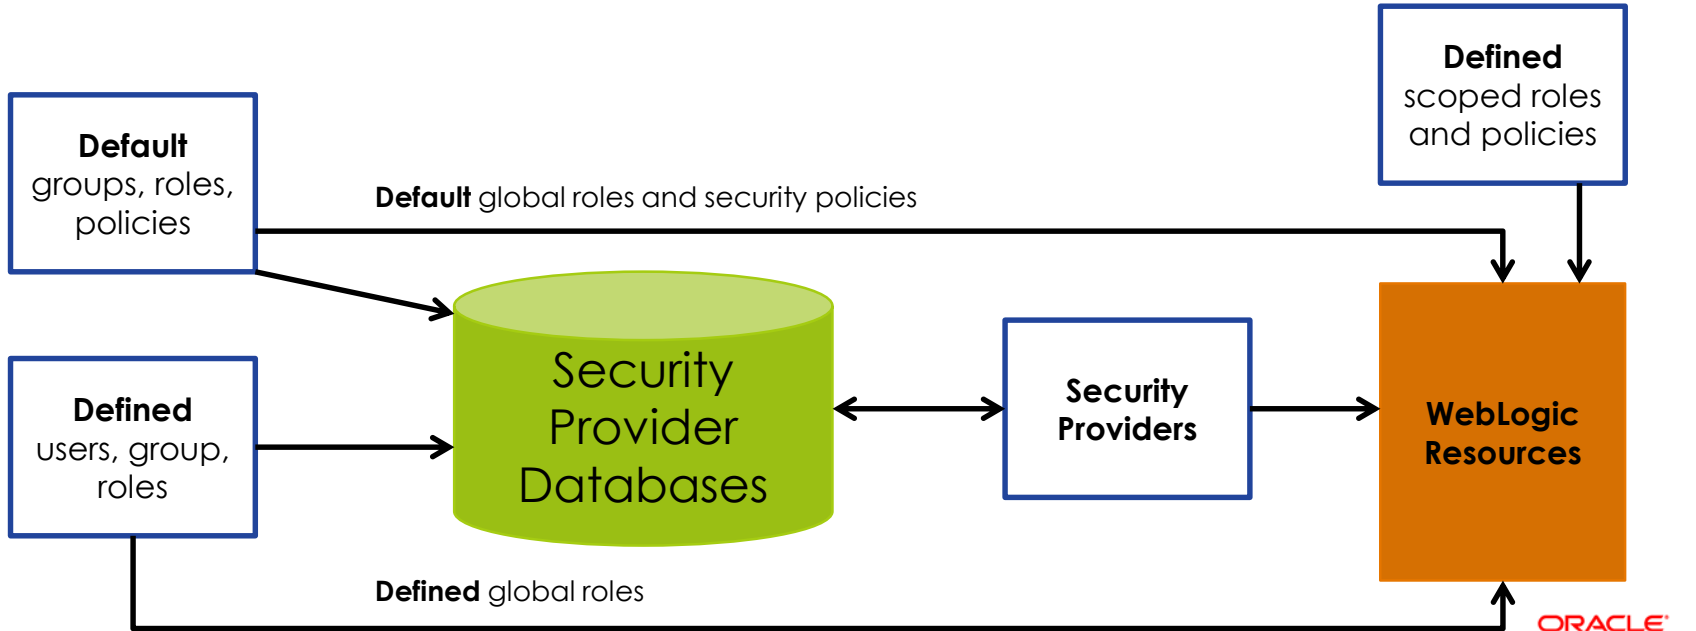 Defined
scoped roles
and policies
Default
groups, roles,
policies
Default global roles and security policies
Security
Provider
Databases
Security
Providers
WebLogic
Resources
Defined
users, group,
roles
Defined global roles
ORACLE